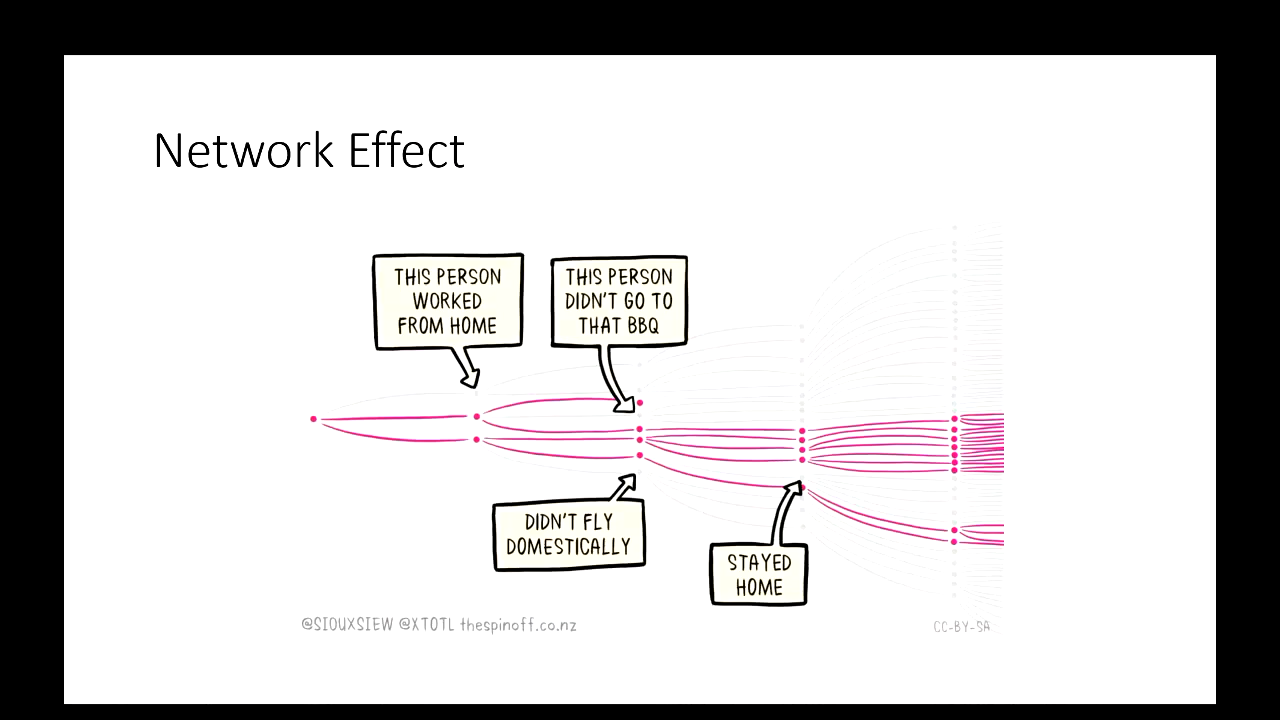 Network Effect
THIS PERSON
WORKED
FROM HOME
THIS PERSON
DIDN'T GO TO
THAT BBQ
DIDN'T FLY
DOMESTICALLY
STAYED
HOME
@SIOUXSIEW @XTOTL thespinoff.co.nz
CC-BY-SA